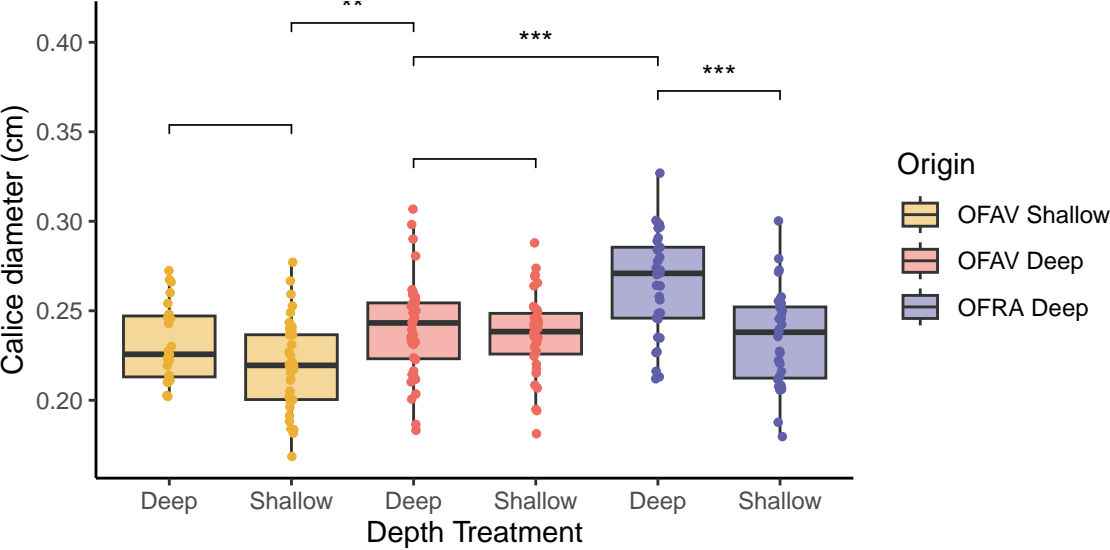 **
***
0.40
***
0.35
0.30
0.25
0.20
Calice diameter (cm)
Deep Shallow Deep Shallow Deep Shallow
Depth Treatment
Origin
OFAV Shallow
OFAV Deep
OFRA Deep